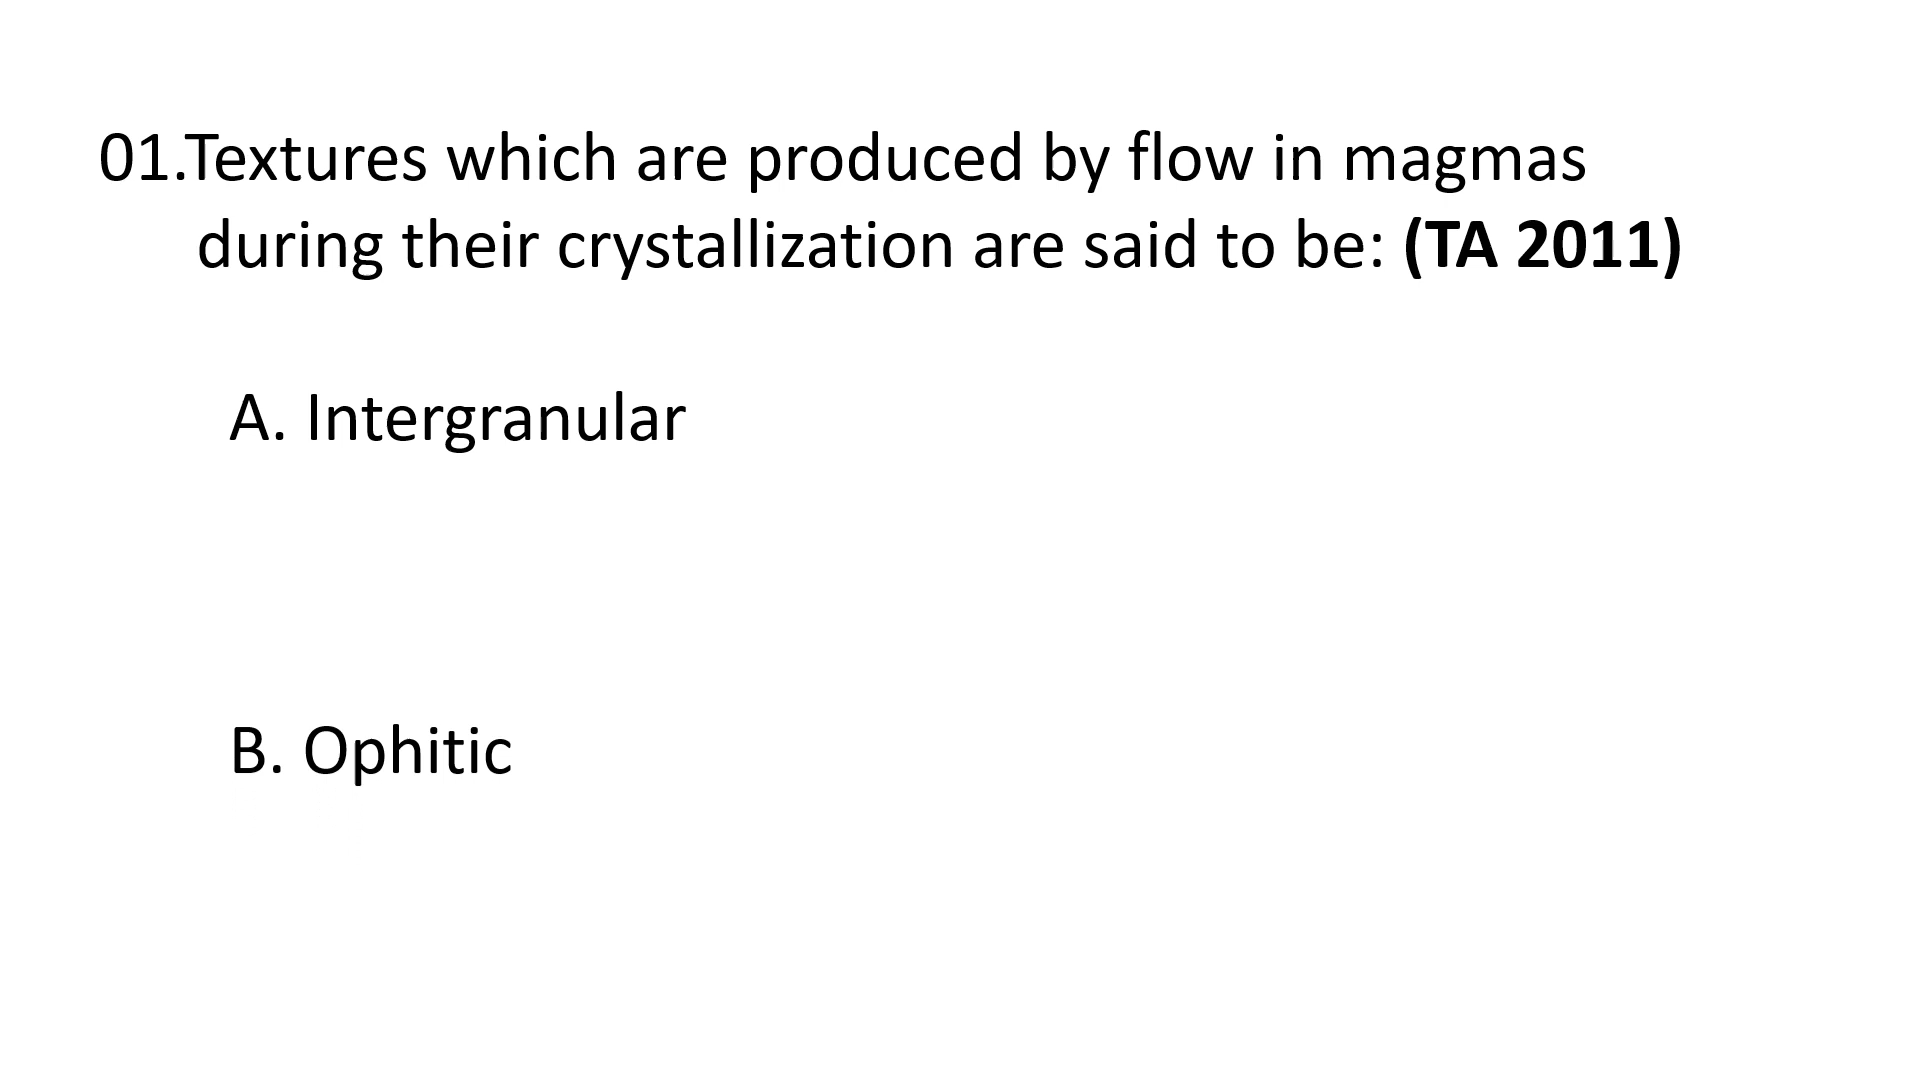 01.Textures which are produced by flow in magmas
during their crystallization are said to be: (TA 2011)
A. Intergranular
B. Ophitic